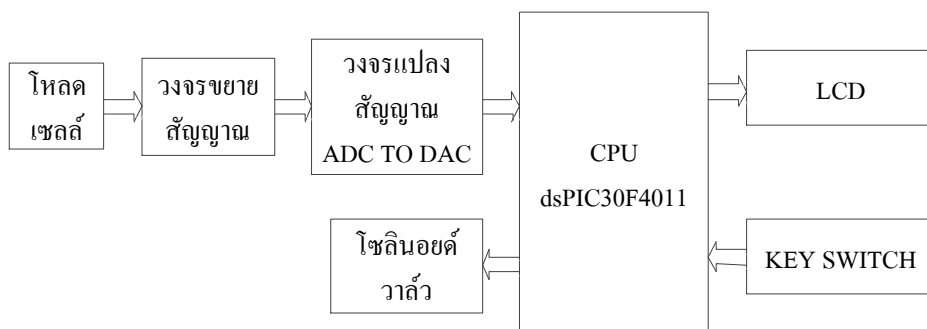 โหลด
เซลล์
วงจรขยาย
สัญญาณ
วงจรแปลง
สัญญาณ
ADC TO DAC
CPU
dsPIC30F4011
LCD
โซลินอยด์
วาล์ว
KEY SWITCH